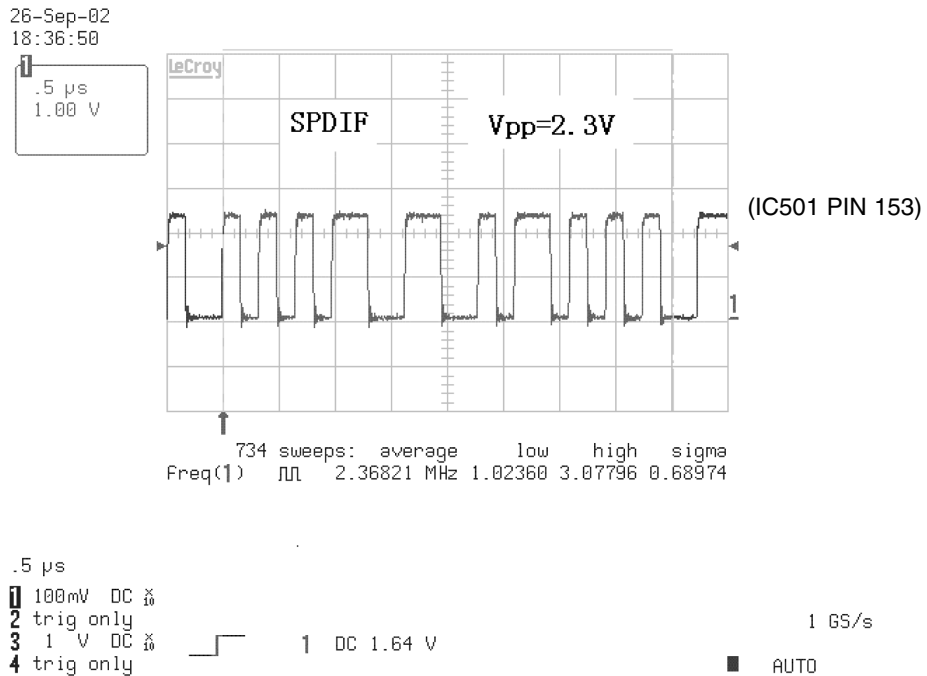 26-Sep-02
18:36:50
1
.5 µs
1.00 V
LeCroy
SPDIF
Vpp=2.3V
(IC501 PIN 153)
1
734 sweeps: average low high sigma
Freq(1) 2.36821 MHz 1.02360 3.07796 0.68974
.5 µs
1 100mV DC X10
2 trig only
3 1 V DC X10
4 trig only
1 DC 1.64 V
1 GS/s
AUTO